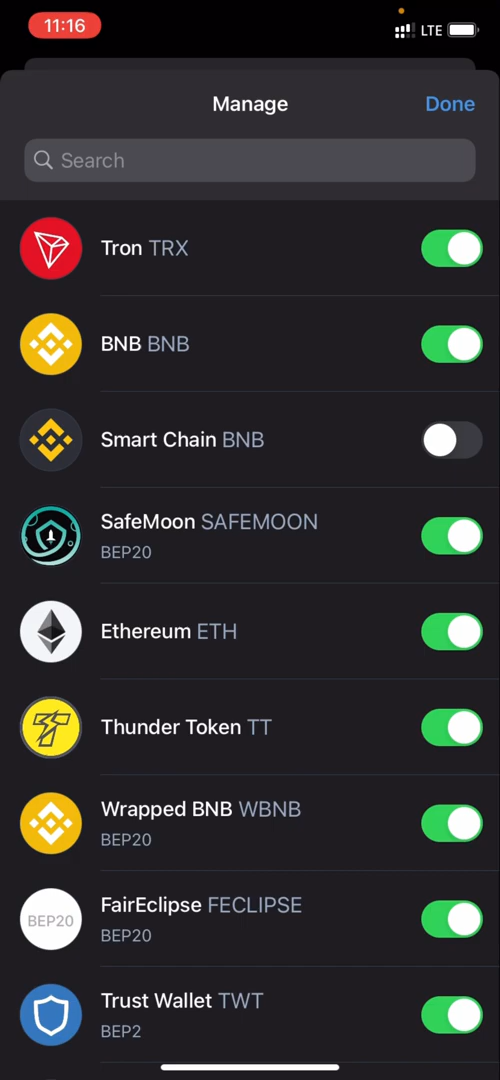 11:16
LTE
Manage
Done
Search
Tron TRX
BNB BNB
Smart Chain BNB
SafeMoon SAFEMOON
BEP20
Ethereum ETH
Thunder Token TT
Wrapped BNB WBNB
BEP20
BEP20
FairEclipse FECLIPSE
BEP20
Trust Wallet TWT
BEP2